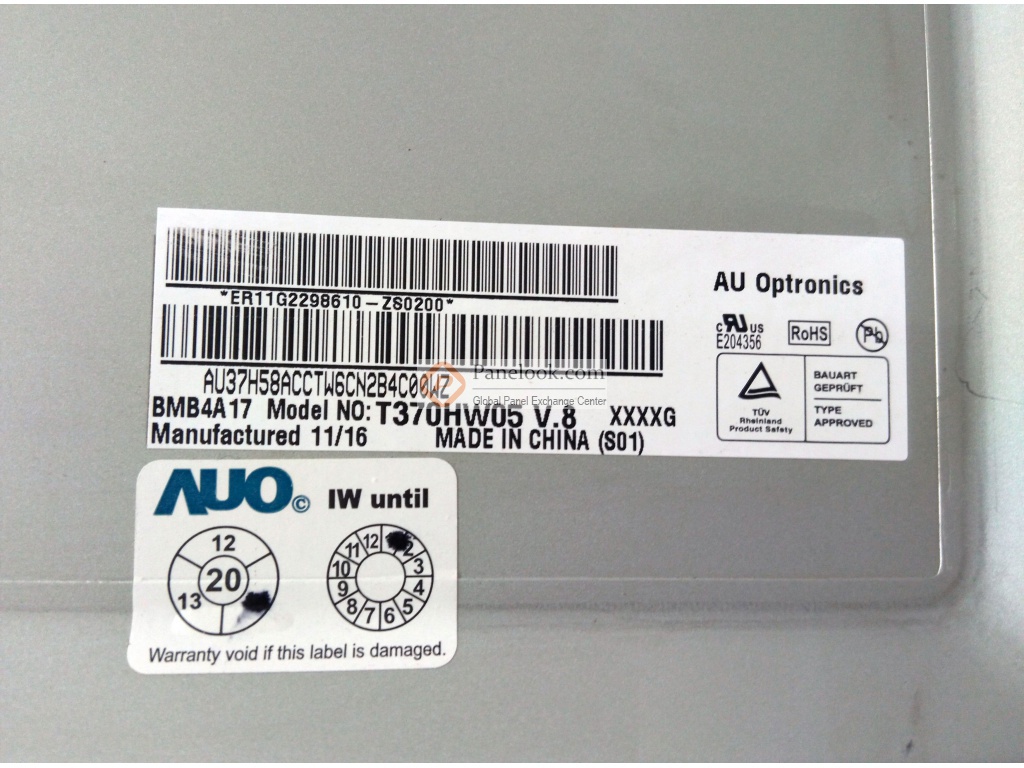 *ER11G2298610-ZS0200*
AU37H58ACCTW6CN2B4C00WZ
BMB4A17 Model NO: T370HW05 V.8 XXXXG
Manufactured 11/16 MADE IN CHINA (S01)
AU Optronics
c RU US
E204356
RoHS
Pb
TÜV
Rheinland
Product Safety
BAUART
GEPRÜFT
TYPE
APPROVED
Panelook.com
Global Panel Exchange Center
AUO © IW until
12
20
13
11 12 2
10 3
9 4
8 7 6 5
Warranty void if this label is damaged.